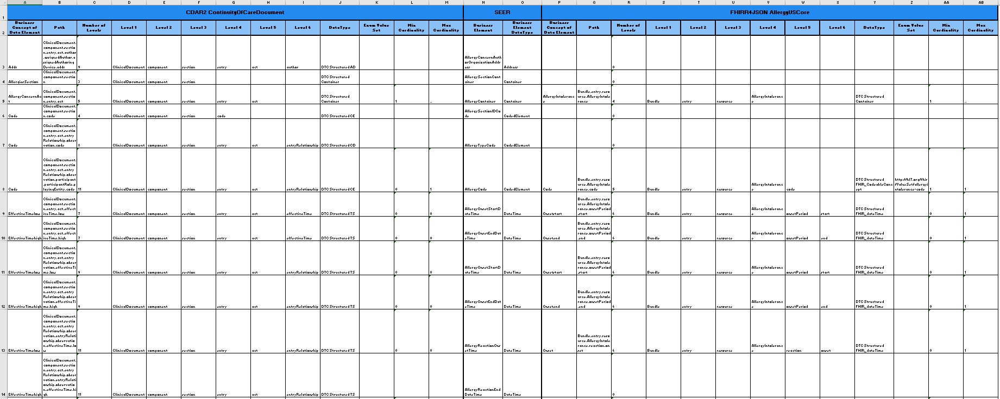 A B C D E F G H I J K L M N O P Q R S T U V W X Y Z AA AB
1 CDAR2 ContinuityOfCareDocument SEER FHIRR4JSON AllergyUSCore
2 Business Concept of Data Element Path Number of Levels Level 1 Level 2 Level 3 Level 4 Level 5 Level 6 DataType Enum Value Set Min Cardinality Max Cardinality Business Element Business Element DataType Business Concept of Data Element Path Number of Levels Level 1 Level 2 Level 3 Level 4 Level 5 Level 6 DataType Enum Value Set Min Cardinality Max Cardinality
3 Addr ClinicalDocument.component.section.entry.act.author.assignedAuthor.assignedAuthoringDevice.addr 9 ClinicalDocument component section entry act author DTC Structured AD AllergyConcernAuthorOrganizationAddress Address 0
4 AllergiesSection ClinicalDocument.component.section 3 ClinicalDocument component section DTC Structured Container AllergySectionContainer Container 0
5 AllergyConcernAct ClinicalDocument.component.section.entry.act 5 ClinicalDocument component section entry act DTC Structured Container 1 AllergyContainer Container AllergyIntolerance Bundle.entry.resource.AllergyIntolerance 4 Bundle entry resource AllergyIntolerance DTC Structured Container 1
6 Code ClinicalDocument.component.section.code 4 ClinicalDocument component section code DTC Structured CE AllergySectionIDCode CodedElement 0
7 Code ClinicalDocument.component.section.entry.act.entryRelationship.observation.code 8 ClinicalDocument component section entry act entryRelationship DTC Structured CD AllergyTypeCode CodedElement 0
8 Code ClinicalDocument.component.section.entry.act.entryRelationship.observation.participant.participantRole.playingEntity.code 11 ClinicalDocument component section entry act entryRelationship DTC Structured CE 0 1 AllergyCode CodedElement Code Bundle.entry.resource.AllergyIntolerance.code 5 Bundle entry resource AllergyIntolerance code DTC Structured FHIR_CodeableConcept http://hl7.org/fhir/ValueSet/allergyintolerance-code 1 1
9 EffectiveTimelow ClinicalDocument.component.section.entry.act.effectiveTime.low 7 ClinicalDocument component section entry act effectiveTime DTC Structured TS 0 0 AllergyOnsetStartDateTime DateTime Onsetstart Bundle.entry.resource.AllergyIntolerance.onsetPeriod.start 6 Bundle entry resource AllergyIntolerance onsetPeriod start DTC Structured FHIR_dateTime 0 1
10 EffectiveTimehigh ClinicalDocument.component.section.entry.act.effectiveTime.high 7 ClinicalDocument component section entry act effectiveTime DTC Structured TS 0 0 AllergyOnsetEndDateTime DateTime Onsetend Bundle.entry.resource.AllergyIntolerance.onsetPeriod.end 6 Bundle entry resource AllergyIntolerance onsetPeriod end DTC Structured FHIR_dateTime 0 1
11 EffectiveTimelow ClinicalDocument.component.section.entry.act.entryRelationship.observation.effectiveTime.low 9 ClinicalDocument component section entry act entryRelationship DTC Structured TS 0 0 AllergyOnsetStartDateTime DateTime Onsetstart Bundle.entry.resource.AllergyIntolerance.onsetPeriod.start 6 Bundle entry resource AllergyIntolerance onsetPeriod start DTC Structured FHIR_dateTime 0 1
12 EffectiveTimehigh ClinicalDocument.component.section.entry.act.entryRelationship.observation.effectiveTime.high 9 ClinicalDocument component section entry act entryRelationship DTC Structured TS 0 0 AllergyOnsetEndDateTime DateTime Onsetend Bundle.entry.resource.AllergyIntolerance.onsetPeriod.end 6 Bundle entry resource AllergyIntolerance onsetPeriod end DTC Structured FHIR_dateTime 0 1
13 EffectiveTimelow ClinicalDocument.component.section.entry.act.entryRelationship.observation.entryRelationship.observation.effectiveTime.low 11 ClinicalDocument component section entry act entryRelationship DTC Structured TS 0 0 AllergyReactionOnsetTime DateTime Onset Bundle.entry.resource.AllergyIntolerance.reaction.onset 6 Bundle entry resource AllergyIntolerance reaction onset DTC Structured FHIR_dateTime 0 1
14 EffectiveTimehigh ClinicalDocument.component.section.entry.act.entryRelationship.observation.entryRelationship.observation.effectiveTime.high 11 ClinicalDocument component section entry act entryRelationship DTC Structured TS AllergyReactionEndDateTime DateTime 0